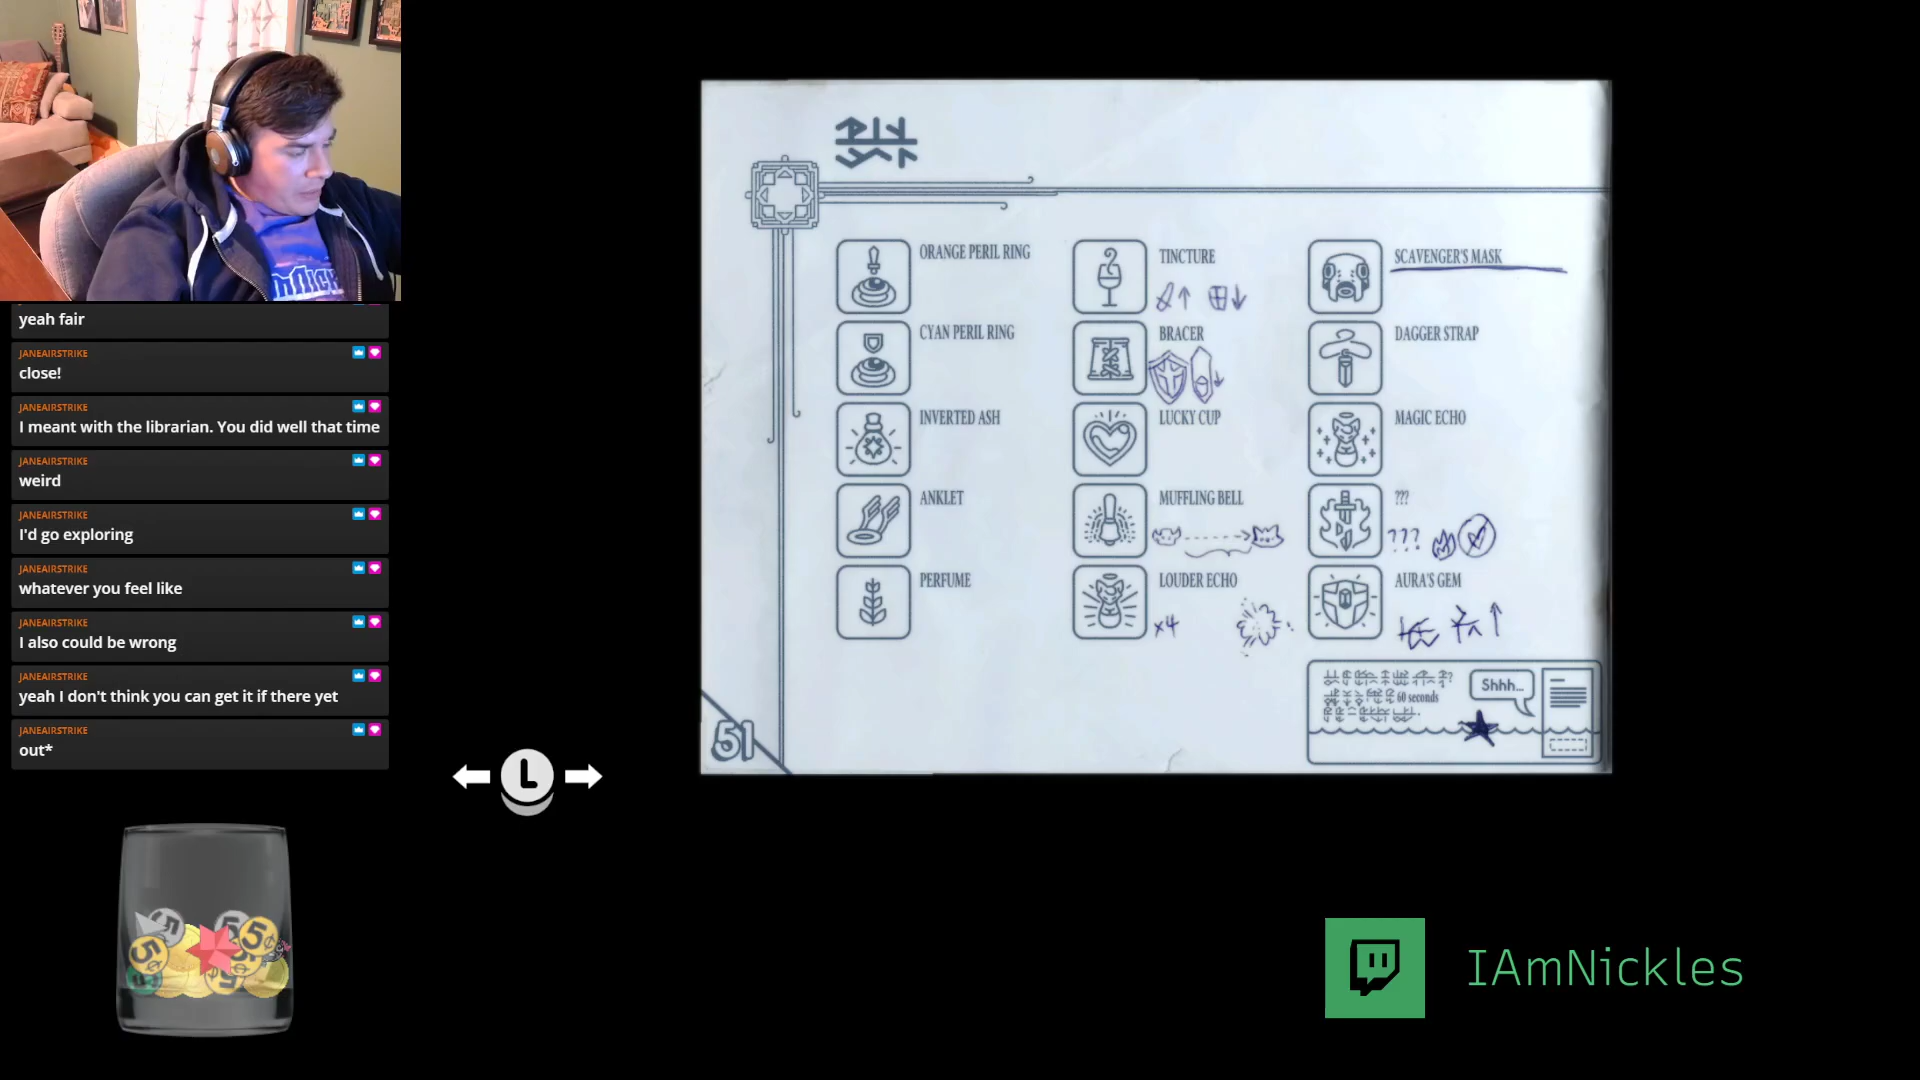 yeah fair
JANEAIRSTRIKE
close!
JANEAIRSTRIKE
I meant with the librarian. You did well that time
JANEAIRSTRIKE
weird
JANEAIRSTRIKE
I'd go exploring
JANEAIRSTRIKE
whatever you feel like
JANEAIRSTRIKE
I also could be wrong
JANEAIRSTRIKE
yeah I don't think you can get it if there yet
JANEAIRSTRIKE
out*
L
ORANGE PERIL RING
CYAN PERIL RING
INVERTED ASH
ANKLET
PERFUME
TINCTURE
BRACER
LUCKY CUP
MUFFLING BELL
LOUDER ECHO
x4
SCAVENGER'S MASK
DAGGER STRAP
MAGIC ECHO
???
???
AURA'S GEM
60 seconds
Shhh...
51
IAmNickles